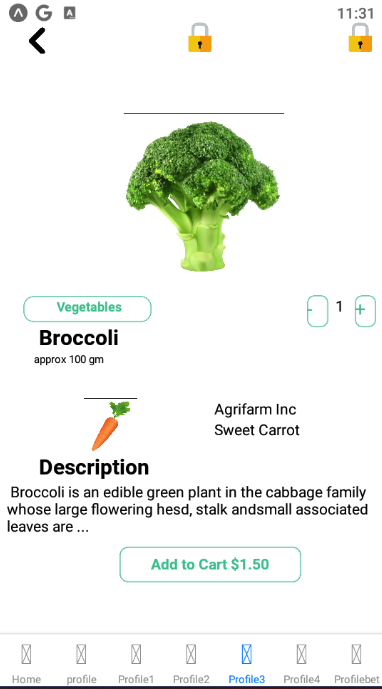 11:31
Vegetables
- 1 +
Broccoli
approx 100 gm
Agrifarm Inc
Sweet Carrot
Description
Broccoli is an edible green plant in the cabbage family
whose large flowering hesd, stalk andsmall associated
leaves are ...
Add to Cart $1.50
Home profile Profile1 Profile2 Profile3 Profile4 Profilebet